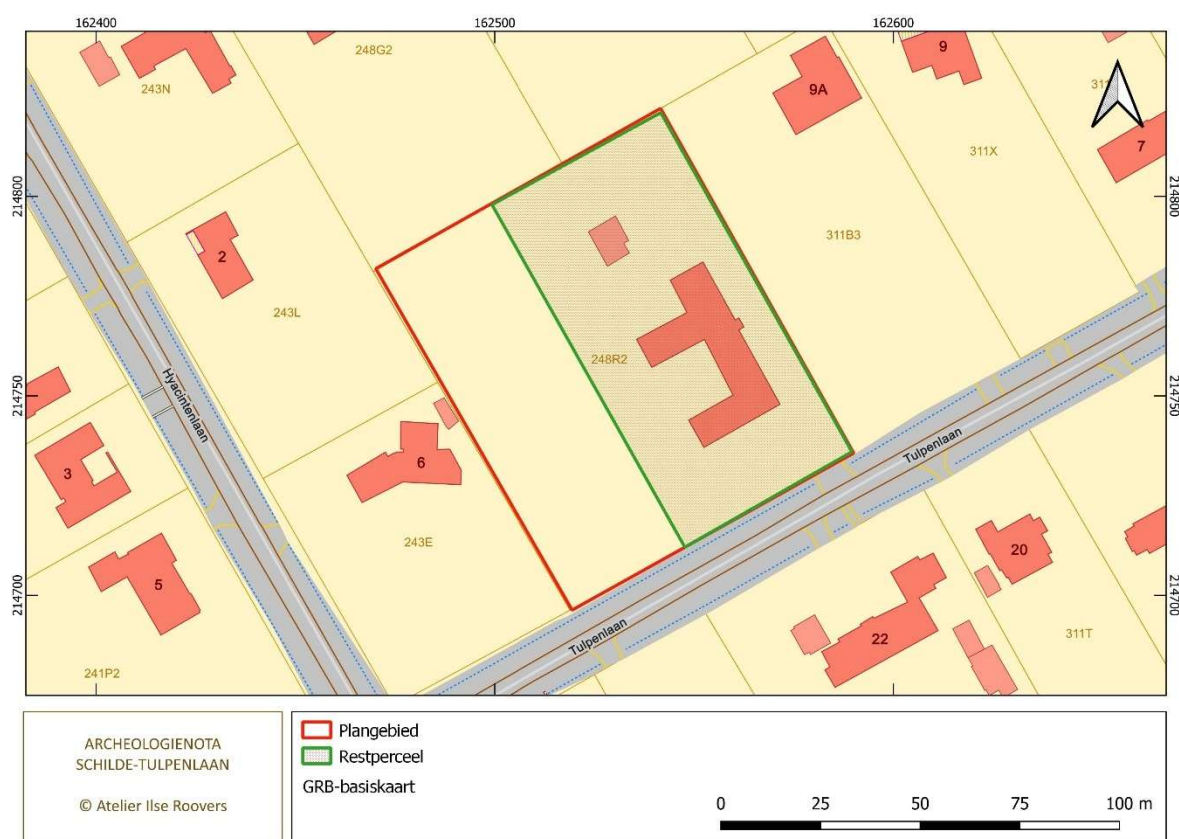 162400
162500
162600
214800
214750
214700
214800
214750
214700
248G2
243N
9
9A
311X
7
2
311B3
243L
248R2
Hyacintenlaan
Tulpenlaan
3
6
243E
5
20
22
Tulpenlaan
311T
241P2
ARCHEOLOGIENOTA
SCHILDE-TULPENLAAN
© Atelier Ilse Roovers
Plangebied
Restperceel
GRB-basiskaart
0 25 50 75 100 m